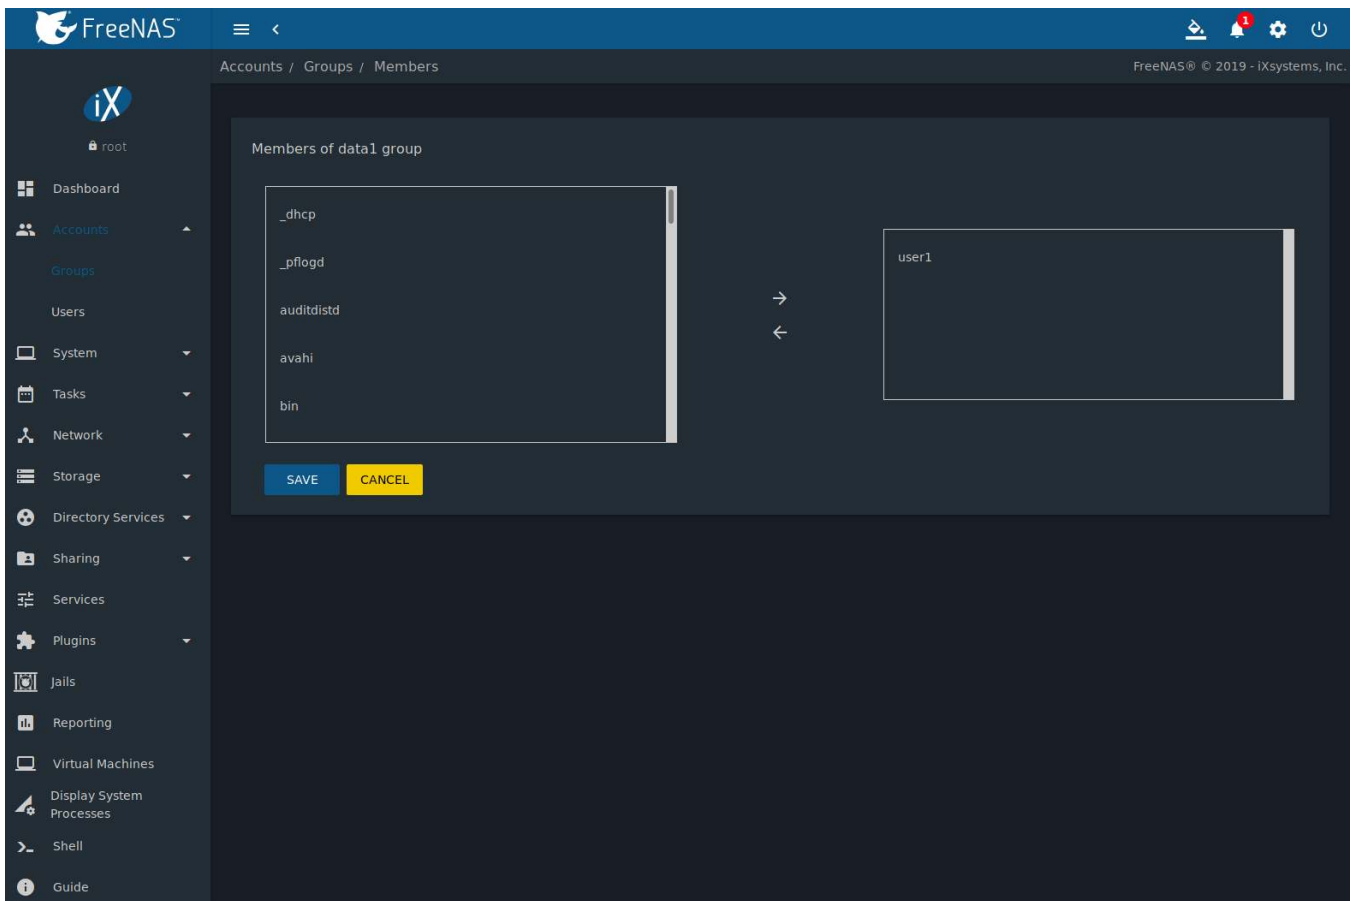 FreeNAS™
1
Accounts / Groups / Members
FreeNAS® © 2019 - iXsystems, Inc.
iX
root
Dashboard
Accounts
Groups
Users
System
Tasks
Network
Storage
Directory Services
Sharing
Services
Plugins
Jails
Reporting
Virtual Machines
Display System
Processes
Shell
Guide
Members of data1 group
_dhcp
_pflogd
auditdistd
avahi
bin
user1
SAVE
CANCEL